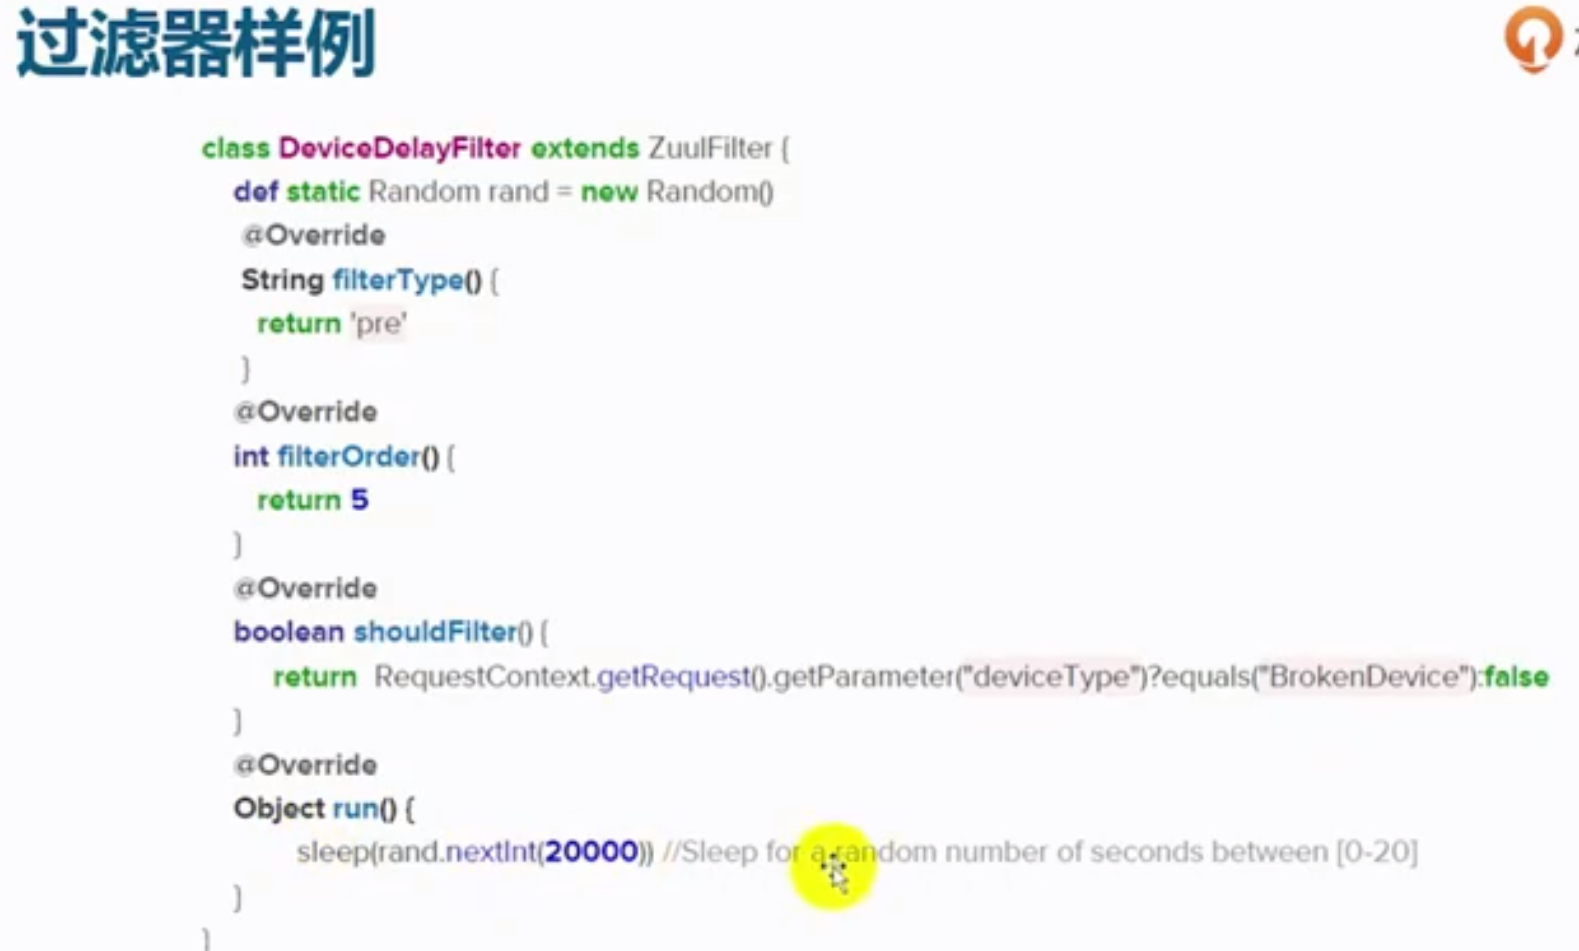 过滤器样例
class DeviceDelayFilter extends ZuulFilter {
def static Random rand = new Random()
@Override
String filterType() {
return 'pre'
}
@Override
int filterOrder() {
return 5
}
@Override
boolean shouldFilter() {
return RequestContext.getRequest().getParameter("deviceType")?equals("BrokenDevice"):false
}
@Override
Object run() {
sleep(rand.nextInt(20000)) //Sleep for a random number of seconds between [0-20]
}
}